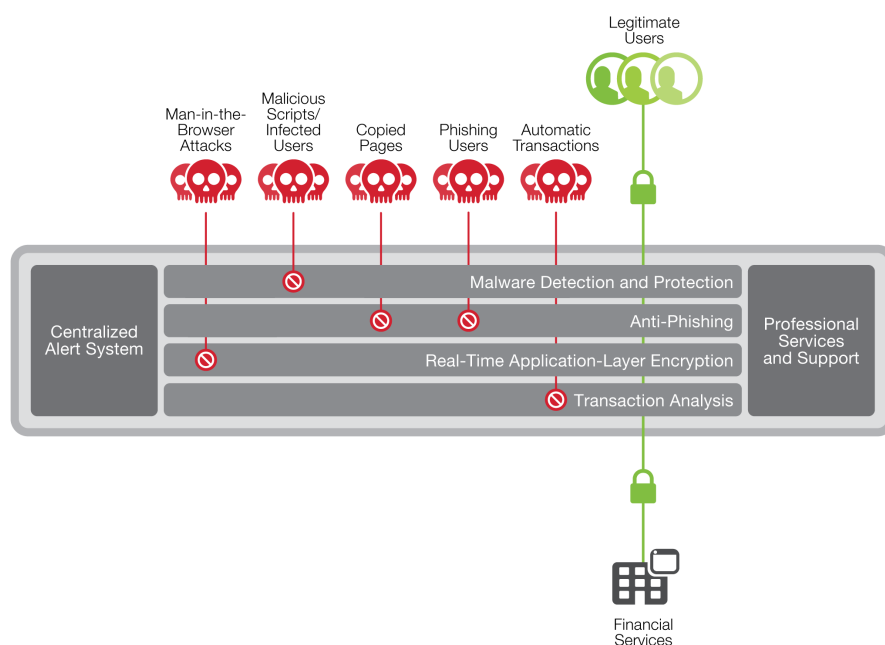 Legitimate
Users
Man-in-the-
Browser
Attacks
Malicious
Scripts/
Infected
Users
Copied
Pages
Phishing
Users
Automatic
Transactions
Centralized
Alert System
Malware Detection and Protection
Anti-Phishing
Real-Time Application-Layer Encryption
Transaction Analysis
Professional
Services
and Support
Financial
Services